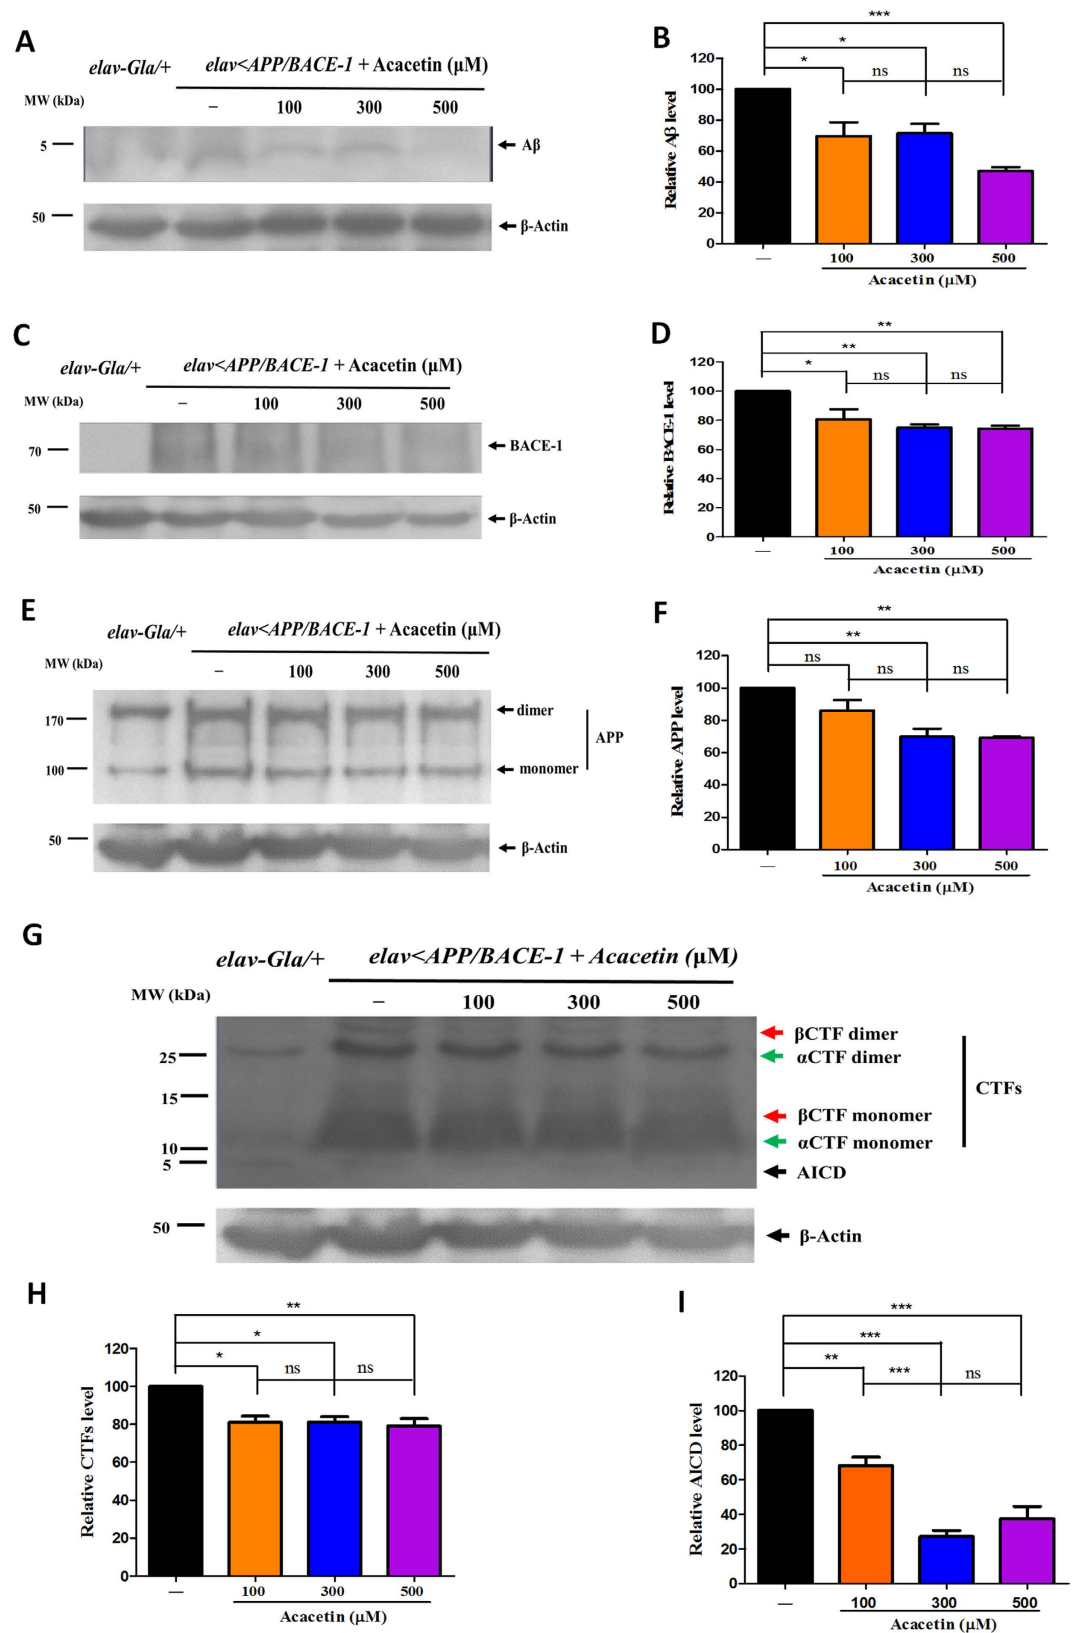 A
elav-Gla/+
elav<APP/BACE-1 + Acacetin (μM)
MW (kDa)
– 100 300 500
5
Aβ
50
β-Actin
B
***
*
* ns ns
Relative Aβ level
120
100
80
60
40
20
0
— 100 300 500
Acacetin (μM)
C
elav-Gla/+
elav<APP/BACE-1 + Acacetin (μM)
MW (kDa)
– 100 300 500
70
BACE-1
50
β-Actin
D
**
**
* ns ns
Relative BACE-1 level
120
100
80
60
40
20
0
— 100 300 500
Acacetin (μM)
E
elav-Gla/+
elav<APP/BACE-1 + Acacetin (μM)
MW (kDa)
– 100 300 500
170
dimer
APP
100
monomer
50
β-Actin
F
**
**
ns ns ns
Relative APP level
120
100
80
60
40
20
0
— 100 300 500
Acacetin (μM)
G
elav-Gla/+
elav<APP/BACE-1 + Acacetin (μM)
MW (kDa)
– 100 300 500
βCTF dimer
25
αCTF dimer
CTFs
15
βCTF monomer
10
αCTF monomer
5
AICD
50
β-Actin
H
**
*
* ns ns
Relative CTFs level
120
100
80
60
40
20
0
— 100 300 500
Acacetin (μM)
I
***
***
** *** ns
Relative AICD level
120
100
80
60
40
20
0
— 100 300 500
Acacetin (μM)